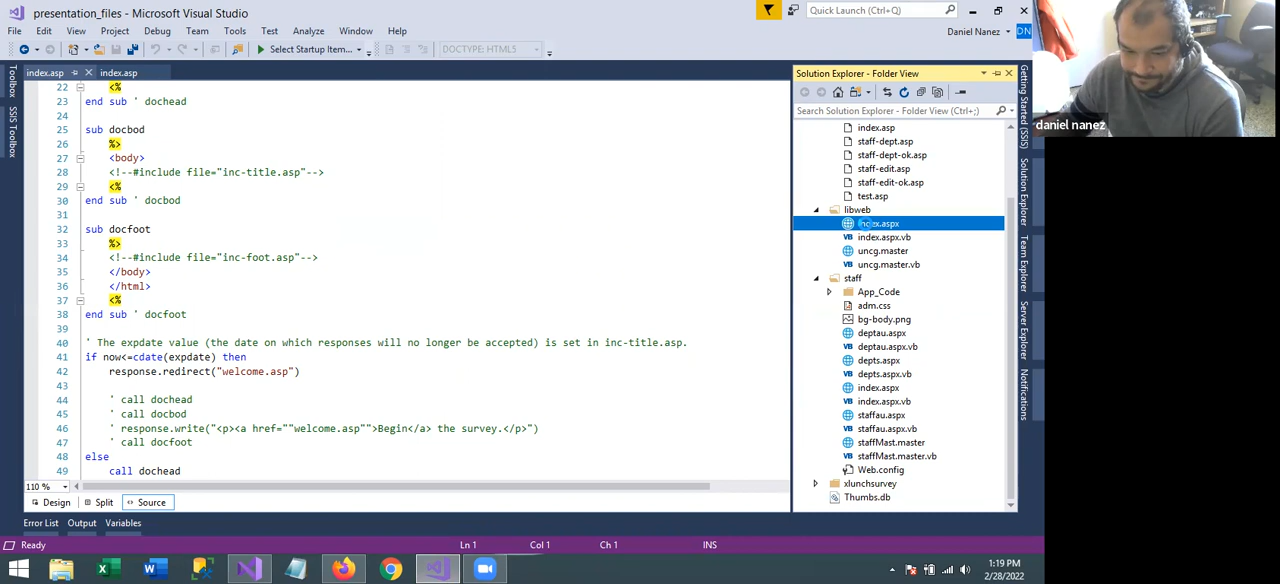 presentation_files - Microsoft Visual Studio
Quick Launch (Ctrl+;)
File Edit View Project Debug Team Tools Test Analyze Window Help
Daniel Nanez DN
Select Startup Item... DOCTYPE: HTML5
Toolbox
SSIS Toolbox
index.asp index.asp
22 <%
23 end sub ' dochead
24
25 sub docbod
26 %>
27 <body>
28 <!--#include file="inc-title.asp"-->
29 <%
30 end sub ' docbod
31
32 sub docfoot
33 %>
34 <!--#include file="inc-foot.asp"-->
35 </body>
36 </html>
37 <%
38 end sub ' docfoot
39
40 ' The expdate value (the date on which responses will no longer be accepted) is set in inc-title.asp.
41 if now<=cdate(expdate) then
42 response.redirect("welcome.asp")
43
44 ' call dochead
45 ' call docbod
46 ' response.write("<p><a href=""welcome.asp"">Begin</a> the survey.</p>")
47 ' call docfoot
48 else
49 call dochead
110 %
Design Split Source
Error List Output Variables
Ready Ln 1 Col 1 Ch 1 INS
Solution Explorer - Folder View
Search Solution Explorer - Folder View (Ctrl+;)
index.asp
staff-dept.asp
staff-dept-ok.asp
staff-edit.asp
staff-edit-ok.asp
test.asp
libweb
index.aspx
index.aspx.vb
uncg.master
uncg.master.vb
staff
App_Code
adm.css
bg-body.png
deptau.aspx
deptau.aspx.vb
depts.aspx
depts.aspx.vb
index.aspx
index.aspx.vb
staffau.aspx
staffau.aspx.vb
staffMast.master
staffMast.master.vb
Web.config
xlunchsurvey
Thumbs.db
Getting Started (SSIS)
Solution Explorer
Team Explorer
Server Explorer
Notifications
daniel nanez
1:19 PM
2/28/2022